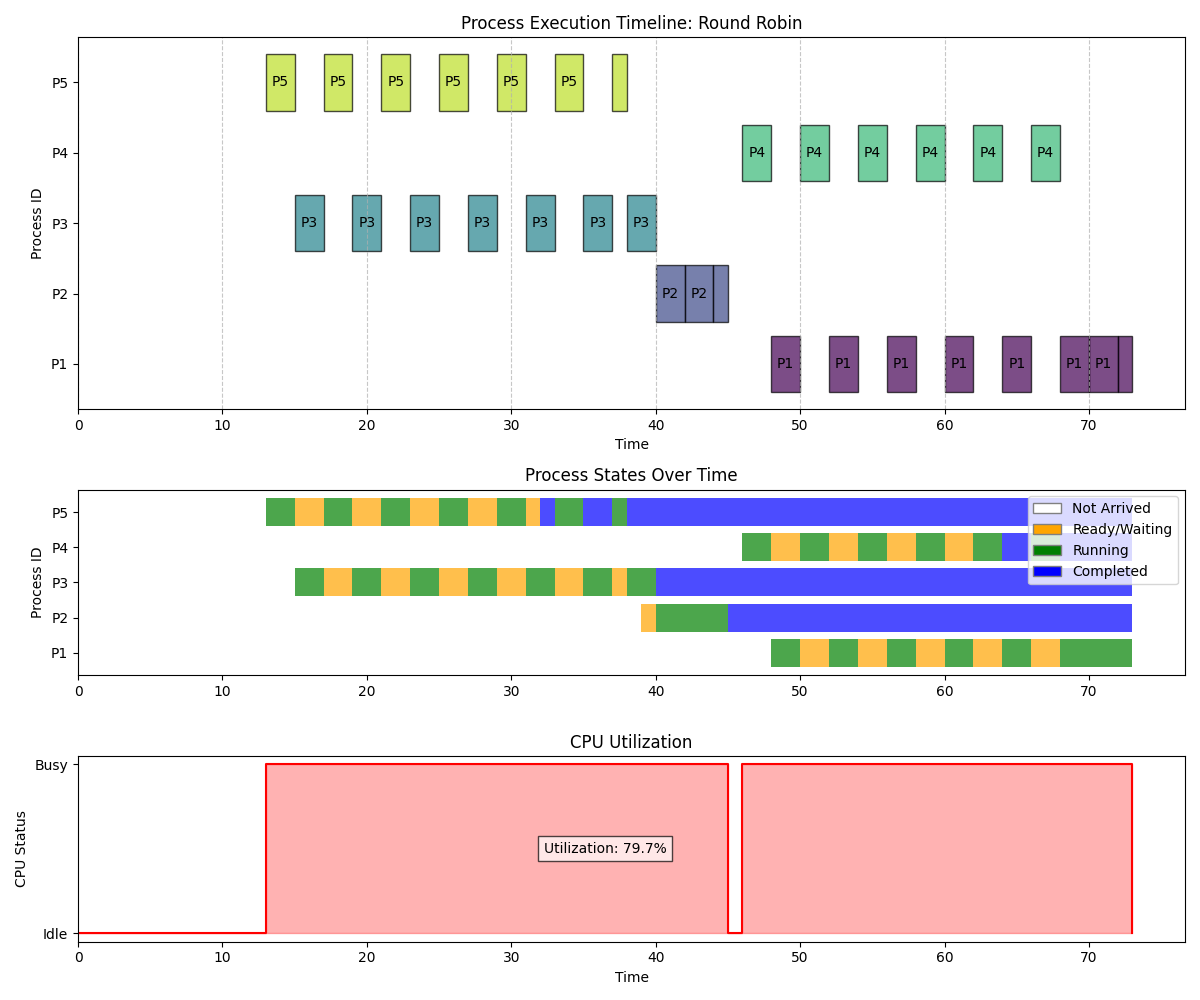 Process Execution Timeline: Round Robin
P5 P5 P5 P5 P5 P5 P5
P4 P4 P4 P4 P4 P4 P4
P3 P3 P3 P3 P3 P3 P3 P3
P2 P2 P2
P1 P1 P1 P1 P1 P1 P1 P1
Process ID
0 10 20 30 40 50 60 70
Time
Process States Over Time
P5
P4
P3
P2
P1
Process ID
Not Arrived
Ready/Waiting
Running
Completed
0 10 20 30 40 50 60 70
CPU Utilization
Busy
Idle
CPU Status
Utilization: 79.7%
0 10 20 30 40 50 60 70
Time